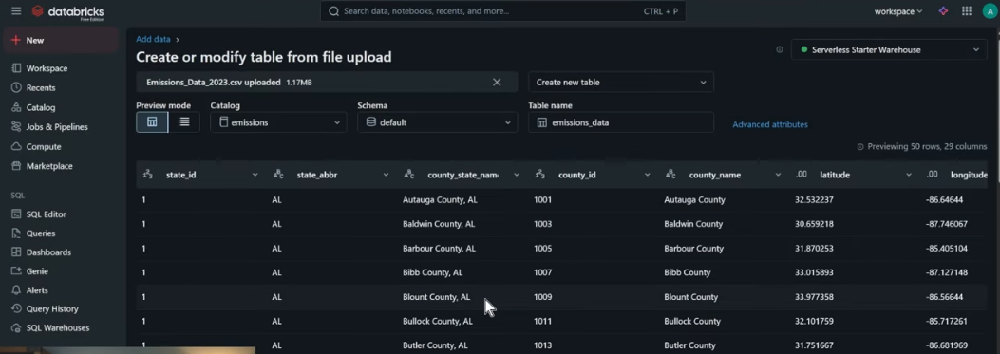 databricks
Free Edition
Search data, notebooks, recents, and more...
CTRL + P
workspace
A
New
Workspace
Recents
Catalog
Jobs & Pipelines
Compute
Marketplace
SQL
SQL Editor
Queries
Dashboards
Genie
Alerts
Query History
SQL Warehouses
Add data ›
Create or modify table from file upload
Serverless Starter Warehouse
Emissions_Data_2023.csv uploaded 1.17MB
Create new table
Preview mode Catalog Schema Table name
emissions default emissions_data Advanced attributes
Previewing 50 rows, 29 columns
state_id state_abbr county_state_name county_id county_name .00 latitude .00 longitude
1 AL Autauga County, AL 1001 Autauga County 32.532237 -86.64644
1 AL Baldwin County, AL 1003 Baldwin County 30.659218 -87.746067
1 AL Barbour County, AL 1005 Barbour County 31.870253 -85.405104
1 AL Bibb County, AL 1007 Bibb County 33.015893 -87.127148
1 AL Blount County, AL 1009 Blount County 33.977358 -86.56644
1 AL Bullock County, AL 1011 Bullock County 32.101759 -85.717261
1 AL Butler County, AL 1013 Butler County 31.751667 -86.681969